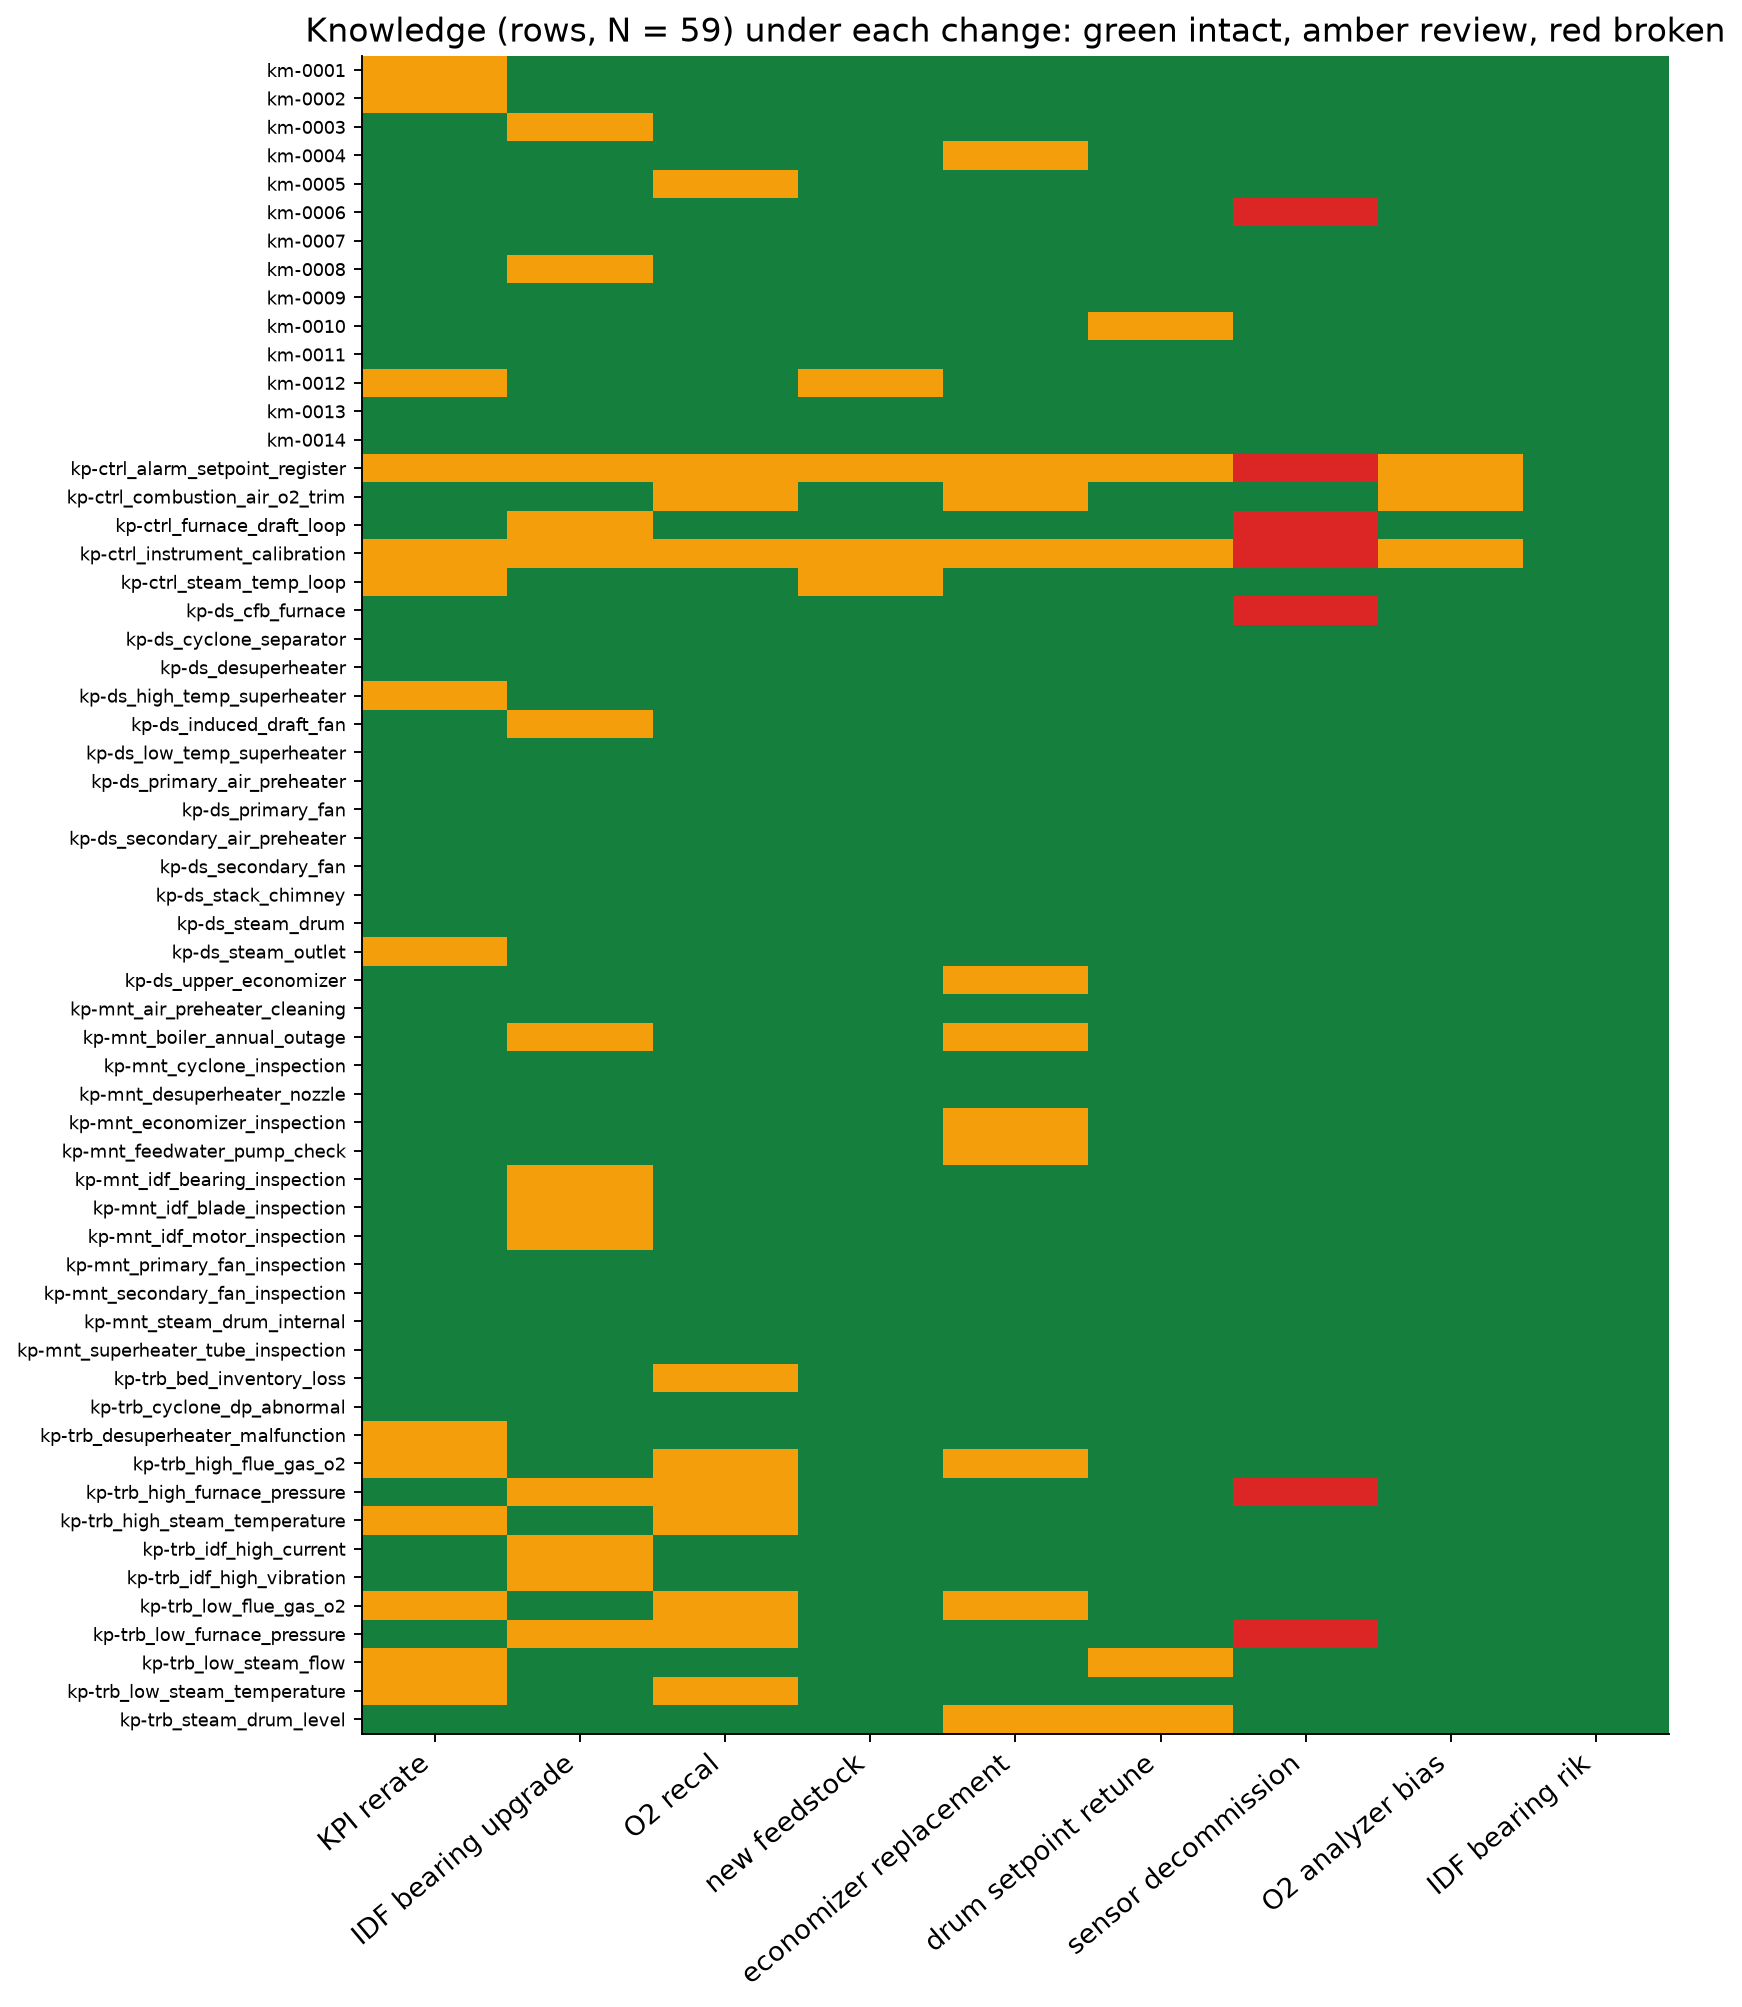 Knowledge (rows, N = 59) under each change: green intact, amber review, red broken
km-0001
km-0002
km-0003
km-0004
km-0005
km-0006
km-0007
km-0008
km-0009
km-0010
km-0011
km-0012
km-0013
km-0014
kp-ctrl_alarm_setpoint_register
kp-ctrl_combustion_air_o2_trim
kp-ctrl_furnace_draft_loop
kp-ctrl_instrument_calibration
kp-ctrl_steam_temp_loop
kp-ds_cfb_furnace
kp-ds_cyclone_separator
kp-ds_desuperheater
kp-ds_high_temp_superheater
kp-ds_induced_draft_fan
kp-ds_low_temp_superheater
kp-ds_primary_air_preheater
kp-ds_primary_fan
kp-ds_secondary_air_preheater
kp-ds_secondary_fan
kp-ds_stack_chimney
kp-ds_steam_drum
kp-ds_steam_outlet
kp-ds_upper_economizer
kp-mnt_air_preheater_cleaning
kp-mnt_boiler_annual_outage
kp-mnt_cyclone_inspection
kp-mnt_desuperheater_nozzle
kp-mnt_economizer_inspection
kp-mnt_feedwater_pump_check
kp-mnt_idf_bearing_inspection
kp-mnt_idf_blade_inspection
kp-mnt_idf_motor_inspection
kp-mnt_primary_fan_inspection
kp-mnt_secondary_fan_inspection
kp-mnt_steam_drum_internal
kp-mnt_superheater_tube_inspection
kp-trb_bed_inventory_loss
kp-trb_cyclone_dp_abnormal
kp-trb_desuperheater_malfunction
kp-trb_high_flue_gas_o2
kp-trb_high_furnace_pressure
kp-trb_high_steam_temperature
kp-trb_idf_high_current
kp-trb_idf_high_vibration
kp-trb_low_flue_gas_o2
kp-trb_low_furnace_pressure
kp-trb_low_steam_flow
kp-trb_low_steam_temperature
kp-trb_steam_drum_level
KPI rerate
IDF bearing upgrade
O2 recal
new feedstock
economizer replacement
drum setpoint retune
sensor decommission
O2 analyzer bias
IDF bearing rik